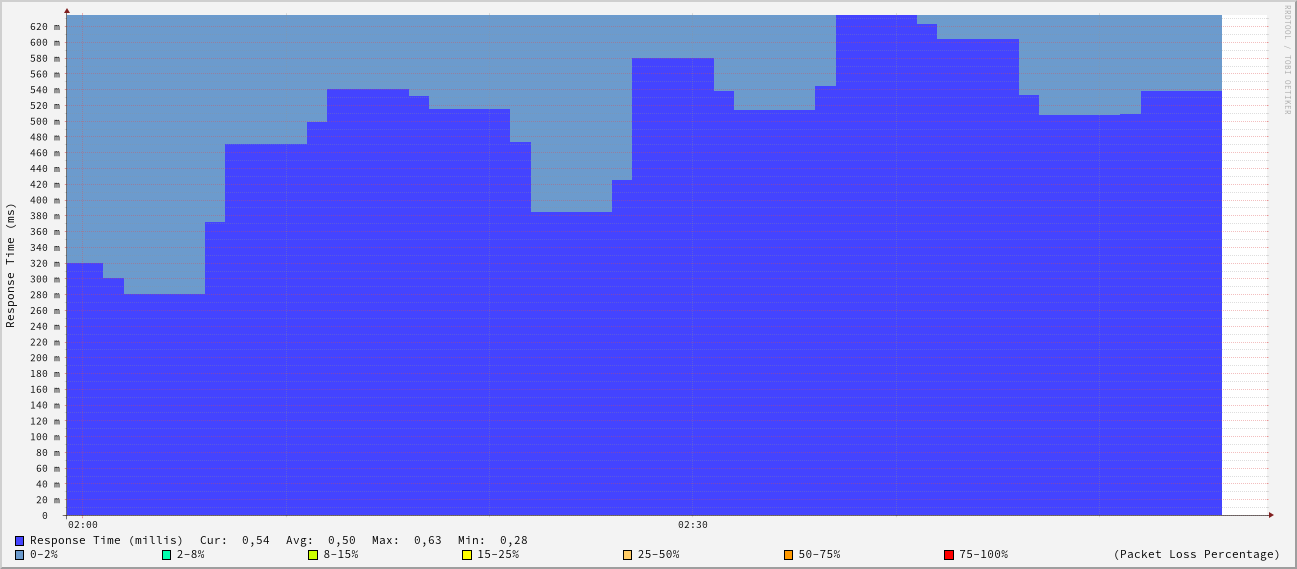 RRDTOOL / TOBI OETIKER
Response Time (ms)
620 m
600 m
580 m
560 m
540 m
520 m
500 m
480 m
460 m
440 m
420 m
400 m
380 m
360 m
340 m
320 m
300 m
280 m
260 m
240 m
220 m
200 m
180 m
160 m
140 m
120 m
100 m
80 m
60 m
40 m
20 m
0
02:00 02:30
Response Time (millis) Cur: 0,54 Avg: 0,50 Max: 0,63 Min: 0,28
0-2% 2-8% 8-15% 15-25% 25-50% 50-75% 75-100% (Packet Loss Percentage)